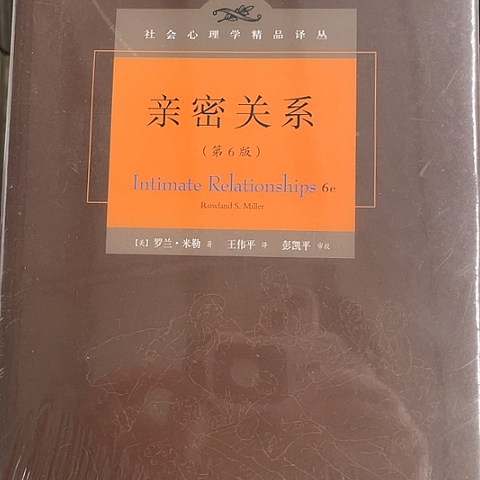 社会心理学精品译丛
亲密关系
（第6版）
Intimate Relationships 6e
Rowland S. Miller
［美］罗兰·米勒 著 王伟平 译 彭凯平 审校